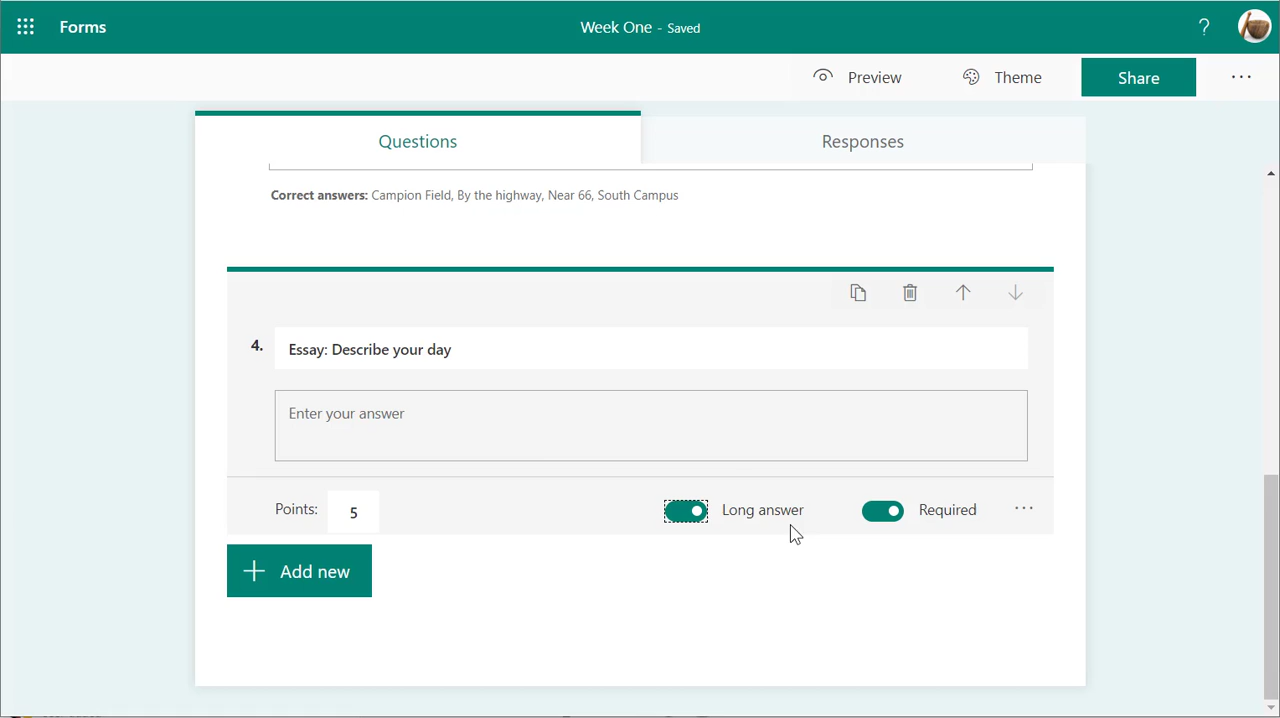 Forms
Week One - Saved
?
Preview
Theme
Share
...
Questions
Responses
Correct answers: Campion Field, By the highway, Near 66, South Campus
4.
Essay: Describe your day
Enter your answer
Points:
5
Long answer
Required
...
Add new